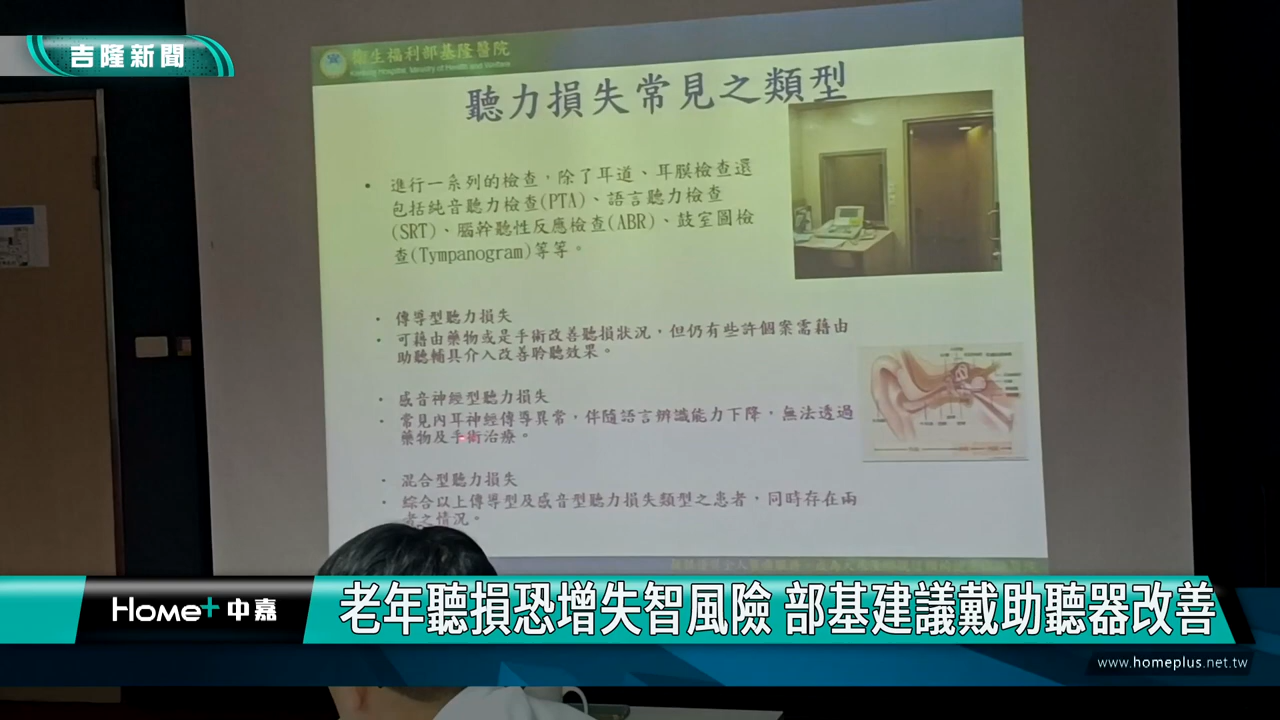 吉隆新聞
衛生福利部基隆醫院
Keelung Hospital, Ministry of Health and Welfare
聽力損失常見之類型
進行一系列的檢查，除了耳道、耳膜檢查還
包括純音聽力檢查(PTA)、語言聽力檢查
(SRT)、腦幹聽性反應檢查(ABR)、鼓室圖檢
查(Tympanogram)等等。
傳導型聽力損失
可藉由藥物或是手術改善聽損狀況，但仍有些許個案需藉由
助聽輔具介入改善聆聽效果。
感音神經型聽力損失
常見內耳神經傳導異常，伴隨語言辨識能力下降，無法透過
藥物及手術治療。
混合型聽力損失
綜合以上傳導型及感音型聽力損失類型之患者，同時存在兩
者之情況。
Home+ 中嘉
老年聽損恐增失智風險 部基建議戴助聽器改善
www.homeplus.net.tw